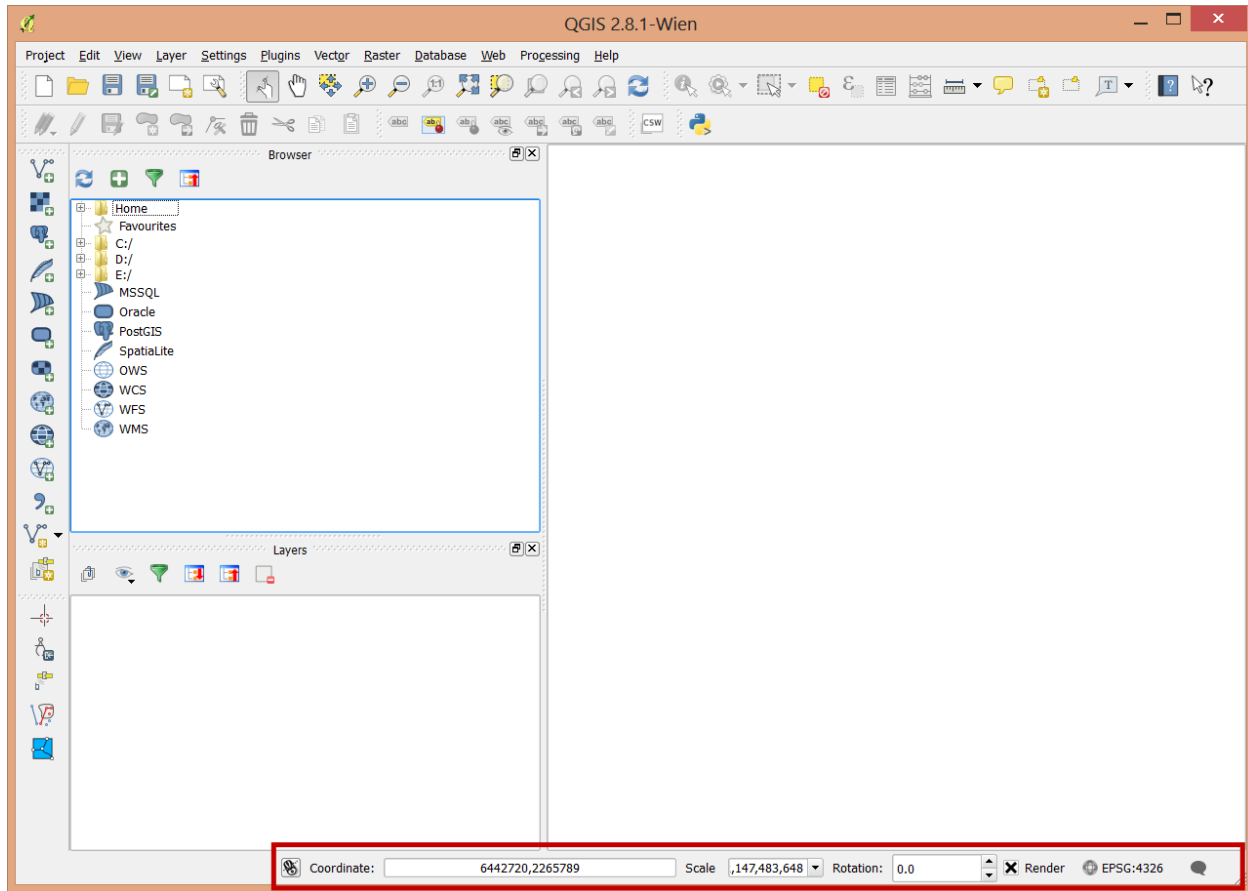 QGIS 2.8.1-Wien
Project Edit View Layer Settings Plugins Vector Raster Database Web Processing Help
Browser
Home
Favourites
C:/
D:/
E:/
MSSQL
Oracle
PostGIS
SpatiaLite
OWS
WCS
WFS
WMS
Layers
Coordinate: 6442720,2265789 Scale ,147,483,648 Rotation: 0.0 Render EPSG:4326